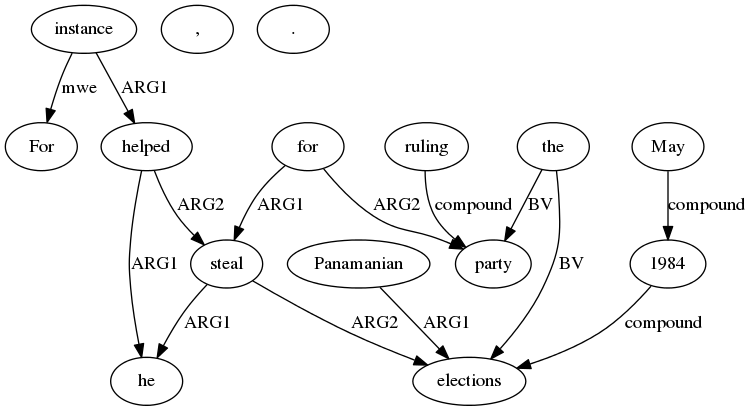 instance , .
mwe ARG1
For helped for ruling the May
ARG2 ARG1 ARG2 compound BV compound
steal Panamanian party 1984
ARG1 ARG1 ARG2 ARG1 BV compound
he elections